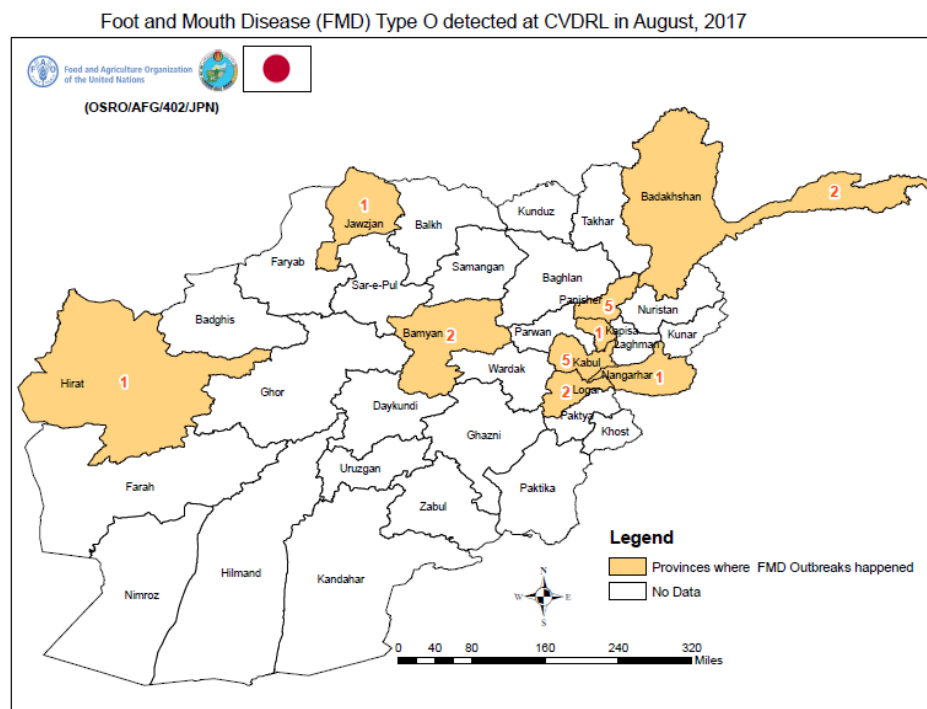 Foot and Mouth Disease (FMD) Type O detected at CVDRL in August, 2017
Food and Agriculture Organization
of the United Nations
(OSRO/AFG/402/JPN)
Badakhshan
2
1
Jawzjan
Balkh
Kunduz
Takhar
Faryab
Samangan
Baghlan
Sar-e-Pul
Panjsher
5
Nuristan
Badghis
Bamyan
2
Parwan
1
Kapisa
Kunar
Laghman
Hirat
1
Ghor
Wardak
5
Kabul
Nangarhar
1
Daykundi
2
Logar
Paktya
Khost
Ghazni
Uruzgan
Farah
Zabul
Paktika
Hilmand
Kandahar
Nimroz
Legend
Provinces where FMD Outbreaks happened
No Data
N
W
E
S
0 20 40 80 160 240 320
Miles